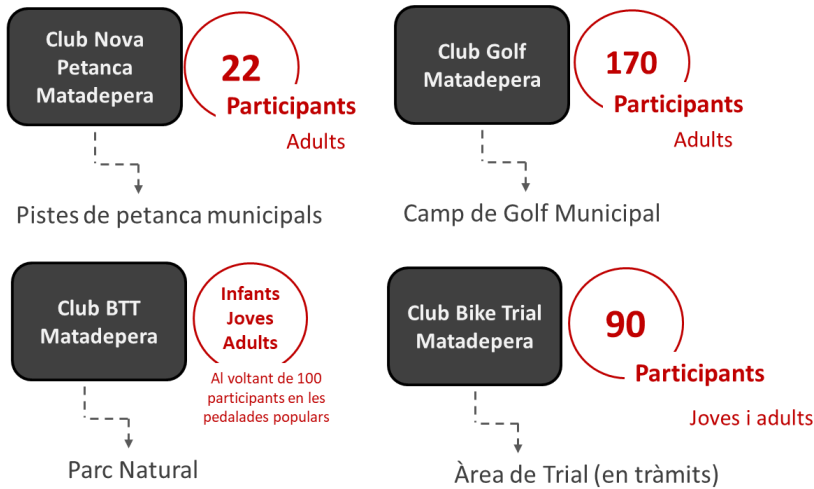 Club Nova
Petanca
Matadepera
22
Participants
Adults
Pistes de petanca municipals
Club Golf
Matadepera
170
Participants
Adults
Camp de Golf Municipal
Club BTT
Matadepera
Infants
Joves
Adults
Al voltant de 100
participants en les
pedalades populars
Parc Natural
Club Bike Trial
Matadepera
90
Participants
Joves i adults
Àrea de Trial (en tràmits)